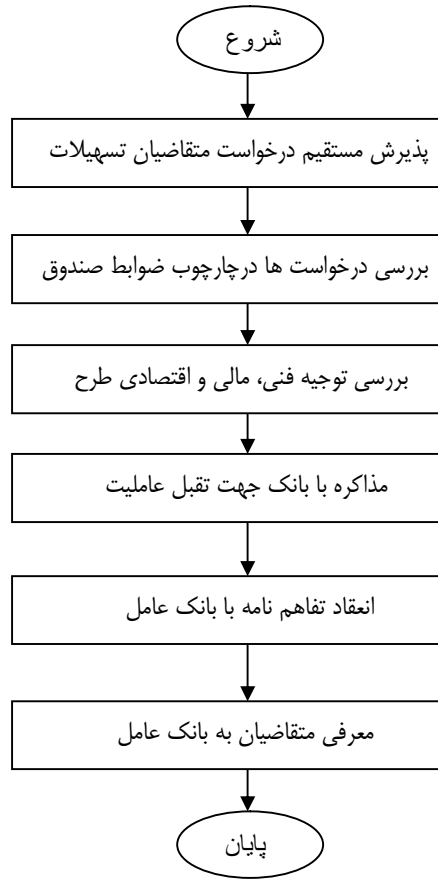 شروع
پذیرش مستقیم درخواست متقاضیان تسهیلات
بررسی درخواست ها درچارچوب ضوابط صندوق
بررسی توجیه فنی، مالی و اقتصادی طرح
مذاکره با بانک جهت تقبل عاملیت
انعقاد تفاهم نامه با بانک عامل
معرفی متقاضیان به بانک عامل
پایان